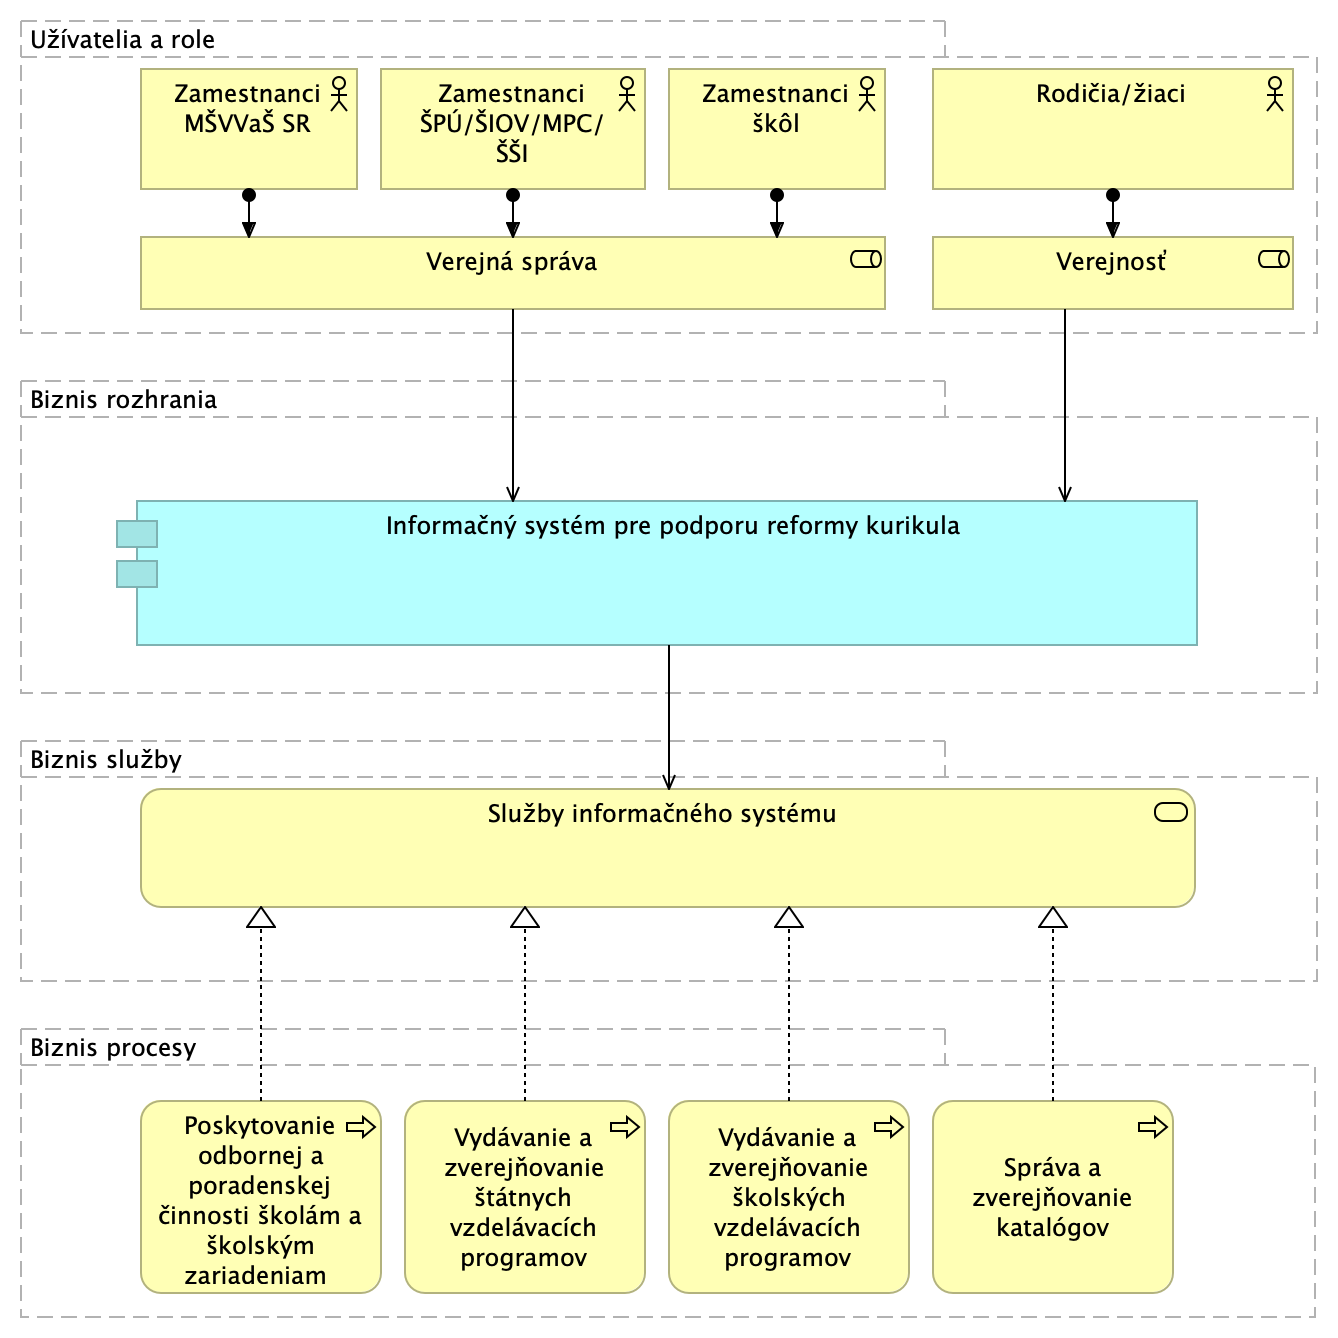 Užívatelia a role
Zamestnanci
MŠVVaŠ SR
Zamestnanci
ŠPÚ/ŠIOV/MPC/
ŠŠI
Zamestnanci
škôl
Rodičia/žiaci
Verejná správa
Verejnosť
Biznis rozhrania
Informačný systém pre podporu reformy kurikula
Biznis služby
Služby informačného systému
Biznis procesy
Poskytovanie
odbornej a
poradenskej
činnosti školám a
školským
zariadeniam
Vydávanie a
zverejňovanie
štátnych
vzdelávacích
programov
Vydávanie a
zverejňovanie
školských
vzdelávacích
programov
Správa a
zverejňovanie
katalógov